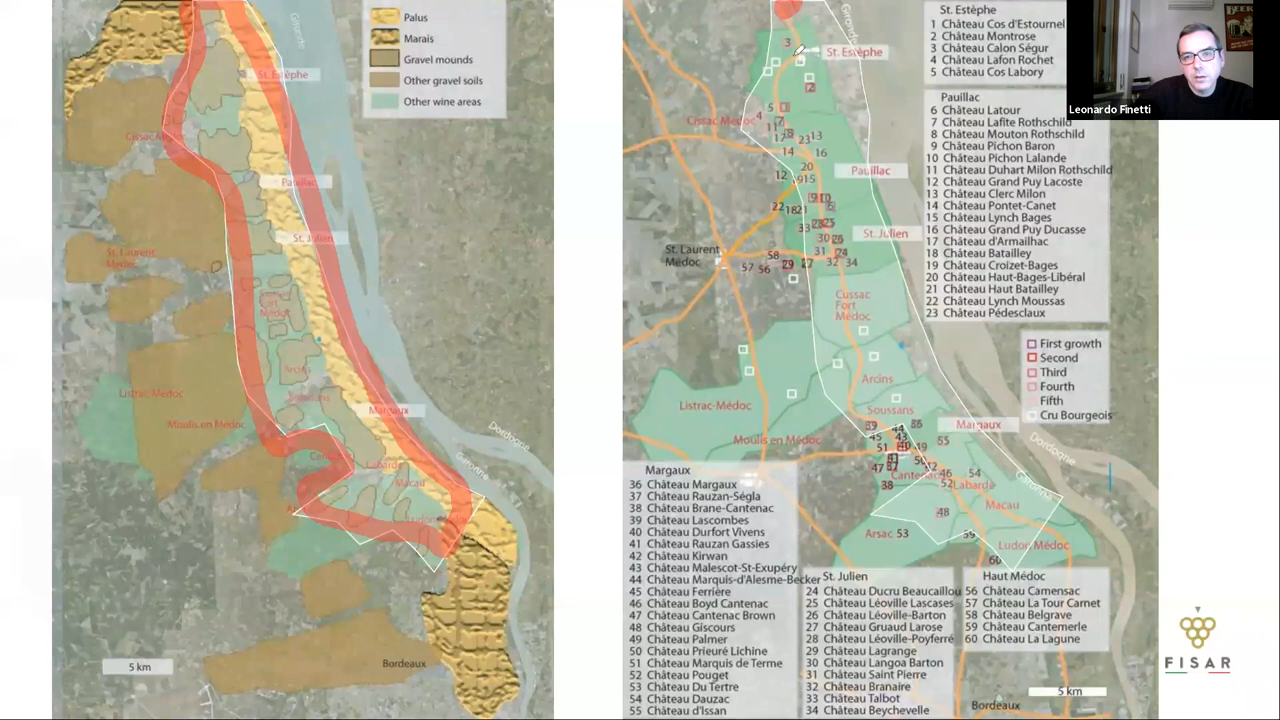 Palus
Marais
Gravel mounds
Other gravel soils
Other wine areas
Gironde
St. Estèphe
Cissac Médoc
Pauillac
St. Julien
St. Laurent
Médoc
Cussac
Fort
Médoc
Arcins
Soussans
Listrac Médoc
Moulis en Médoc
Margaux
Cantenac
Labarde
Macau
Arsac
Ludon
Dordogne
Garonne
5 km
Bordeaux
Gironde
St. Estèphe
Cissac Médoc
Pauillac
St. Julien
St. Laurent
Médoc
Cussac
Fort
Médoc
Arcins
Listrac-Médoc
Soussans
Moulis en Médoc
Margaux
Cantenac
Labarde
Macau
Arsac
Ludon Médoc
Dordogne
Garonne
St. Estèphe
1 Château Cos d'Estournel
2 Château Montrose
3 Château Calon Ségur
4 Château Lafon Rochet
5 Château Cos Labory
Leonardo Finetti
BEER
Pauillac
6 Château Latour
7 Château Lafite Rothschild
8 Château Mouton Rothschild
9 Château Pichon Baron
10 Château Pichon Lalande
11 Château Duhart Milon Rothschild
12 Château Grand Puy Lacoste
13 Château Clerc Milon
14 Château Pontet-Canet
15 Château Lynch Bages
16 Château Grand Puy Ducasse
17 Château d'Armailhac
18 Château Batailley
19 Château Croizet-Bages
20 Château Haut-Bages-Libéral
21 Château Haut Batailley
22 Château Lynch Moussas
23 Château Pédesclaux
First growth
Second
Third
Fourth
Fifth
Cru Bourgeois
Margaux
36 Château Margaux
37 Château Rauzan-Ségla
38 Château Brane-Cantenac
39 Château Lascombes
40 Château Durfort Vivens
41 Château Rauzan Gassies
42 Château Kirwan
43 Château Malescot-St-Exupéry
44 Château Marquis-d'Alesme-Becker
45 Château Ferrière
46 Château Boyd Cantenac
47 Château Cantenac Brown
48 Château Giscours
49 Château Palmer
50 Château Prieuré Lichine
51 Château Marquis de Terme
52 Château Pouget
53 Château Du Tertre
54 Château Dauzac
55 Château d'Issan
St. Julien
24 Château Ducru Beaucaillou
25 Château Léoville Lascases
26 Château Léoville-Barton
27 Château Gruaud Larose
28 Château Léoville-Poyferré
29 Château Lagrange
30 Château Langoa Barton
31 Château Saint Pierre
32 Château Branaire
33 Château Talbot
34 Château Beychevelle
Haut Médoc
56 Château Camensac
57 Château La Tour Carnet
58 Château Belgrave
59 Château Cantemerle
60 Château La Lagune
5 km
Bordeaux
FISAR